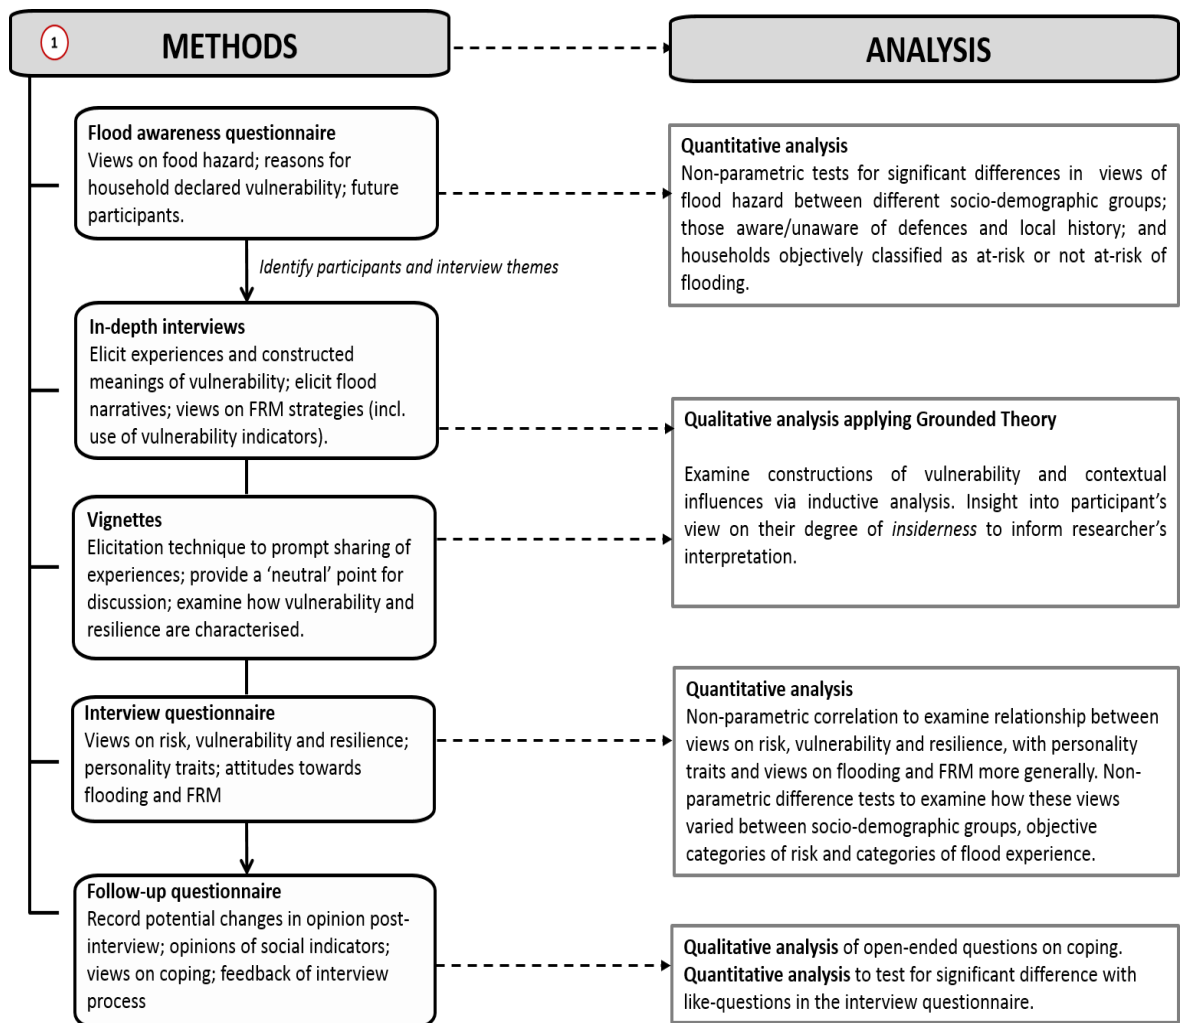 1
METHODS
ANALYSIS
Flood awareness questionnaire
Views on food hazard; reasons for
household declared vulnerability; future
participants.
Quantitative analysis
Non-parametric tests for significant differences in views of
flood hazard between different socio-demographic groups;
those aware/unaware of defences and local history; and
households objectively classified as at-risk or not at-risk of
flooding.
Identify participants and interview themes
In-depth interviews
Elicit experiences and constructed
meanings of vulnerability; elicit flood
narratives; views on FRM strategies (incl.
use of vulnerability indicators).
Qualitative analysis applying Grounded Theory
Examine constructions of vulnerability and contextual
influences via inductive analysis. Insight into participant's
view on their degree of insiderness to inform researcher's
interpretation.
Vignettes
Elicitation technique to prompt sharing of
experiences; provide a 'neutral' point for
discussion; examine how vulnerability and
resilience are characterised.
Interview questionnaire
Views on risk, vulnerability and resilience;
personality traits; attitudes towards
flooding and FRM
Quantitative analysis
Non-parametric correlation to examine relationship between
views on risk, vulnerability and resilience, with personality
traits and views on flooding and FRM more generally. Non-
parametric difference tests to examine how these views
varied between socio-demographic groups, objective
categories of risk and categories of flood experience.
Follow-up questionnaire
Record potential changes in opinion post-
interview; opinions of social indicators;
views on coping; feedback of interview
process
Qualitative analysis of open-ended questions on coping.
Quantitative analysis to test for significant difference with
like-questions in the interview questionnaire.